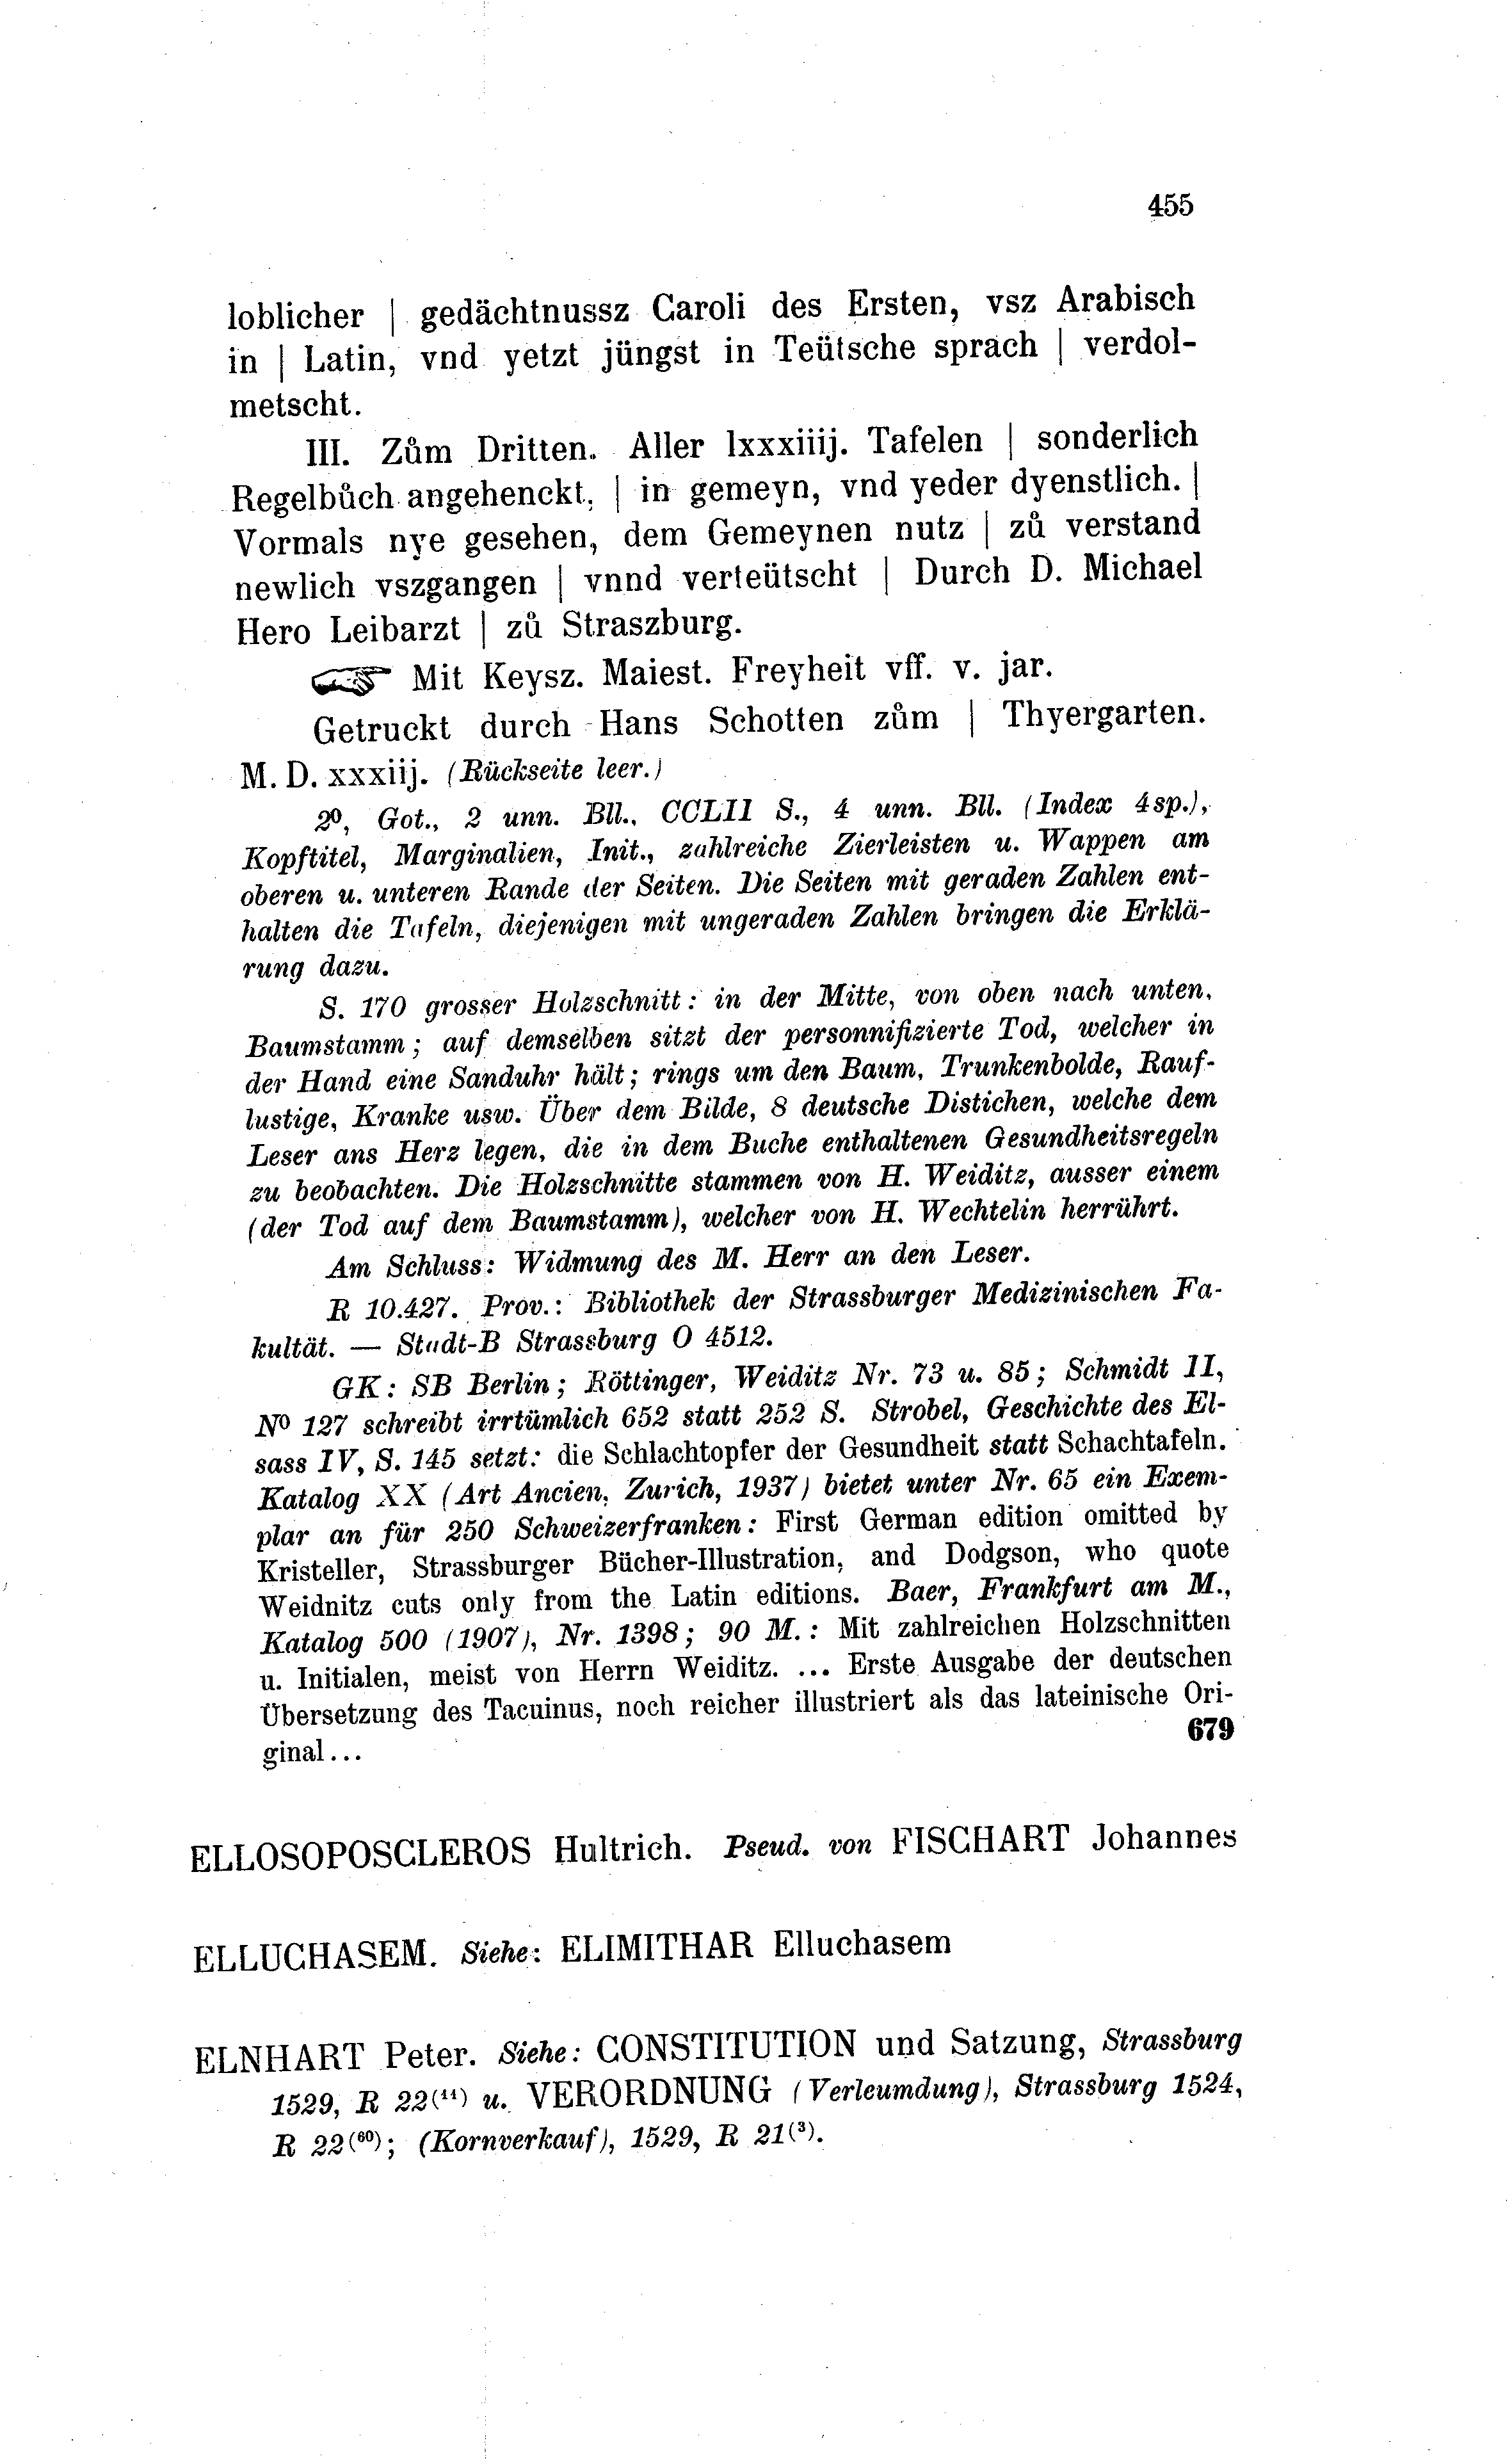 455
loblicher | gedächtnussz Caroli des Ersten, vsz Arabisch
in | Latin, vnd yetzt jüngst in Teütsche sprach | verdol-
metscht.
III. Zům Dritten. Aller lxxxiiij. Tafelen | sonderlich
Regelbůch angehenckt, | in gemeyn, vnd yeder dyenstlich. |
Vormals nye gesehen, dem Gemeynen nutz | zů verstand
newlich vszgangen | vnnd verteütscht | Durch D. Michael
Hero Leibarzt | zů Straszburg.
☞ Mit Keysz. Maiest. Freyheit vff. v. jar.
Getruckt durch Hans Schotten zům | Thyergarten.
M. D. xxxiij. (Rückseite leer.)
2⁰, Got., 2 unn. Bll., CCLII S., 4 unn. Bll. (Index 4sp.),
Kopftitel, Marginalien, Init., zahlreiche Zierleisten u. Wappen am
oberen u. unteren Rande der Seiten. Die Seiten mit geraden Zahlen ent-
halten die Tafeln, diejenigen mit ungeraden Zahlen bringen die Erklä-
rung dazu.
S. 170 grosser Holzschnitt: in der Mitte, von oben nach unten,
Baumstamm; auf demselben sitzt der personnifizierte Tod, welcher in
der Hand eine Sanduhr hält; rings um den Baum, Trunkenbolde, Rauf-
lustige, Kranke usw. Über dem Bilde, 8 deutsche Distichen, welche dem
Leser ans Herz legen, die in dem Buche enthaltenen Gesundheitsregeln
zu beobachten. Die Holzschnitte stammen von H. Weiditz, ausser einem
(der Tod auf dem Baumstamm), welcher von H. Wechtelin herrührt.
Am Schluss: Widmung des M. Herr an den Leser.
R 10.427. Prov.: Bibliothek der Strassburger Medizinischen Fa-
kultät. — Stadt-B Strassburg O 4512.
GK: SB Berlin; Röttinger, Weiditz Nr. 73 u. 85; Schmidt II,
N⁰ 127 schreibt irrtümlich 652 statt 252 S. Strobel, Geschichte des El-
sass IV, S. 145 setzt: die Schlachtopfer der Gesundheit statt Schachtafeln.
Katalog XX (Art Ancien, Zurich, 1937) bietet unter Nr. 65 ein Exem-
plar an für 250 Schweizerfranken: First German edition omitted by
Kristeller, Strassburger Bücher-Illustration, and Dodgson, who quote
Weidnitz cuts only from the Latin editions. Baer, Frankfurt am M.,
Katalog 500 (1907), Nr. 1398; 90 M.: Mit zahlreichen Holzschnitten
u. Initialen, meist von Herrn Weiditz. ... Erste Ausgabe der deutschen
Übersetzung des Tacuinus, noch reicher illustriert als das lateinische Ori-
ginal... 679
ELLOSOPOSCLEROS Hultrich. Pseud. von FISCHART Johannes
ELLUCHASEM. Siehe: ELIMITHAR Elluchasem
ELNHART Peter. Siehe: CONSTITUTION und Satzung, Strassburg
1529, R 22⁽¹¹⁾ u. VERORDNUNG (Verleumdung), Strassburg 1524,
R 22⁽⁶⁰⁾; (Kornverkauf), 1529, R 21⁽³⁾.